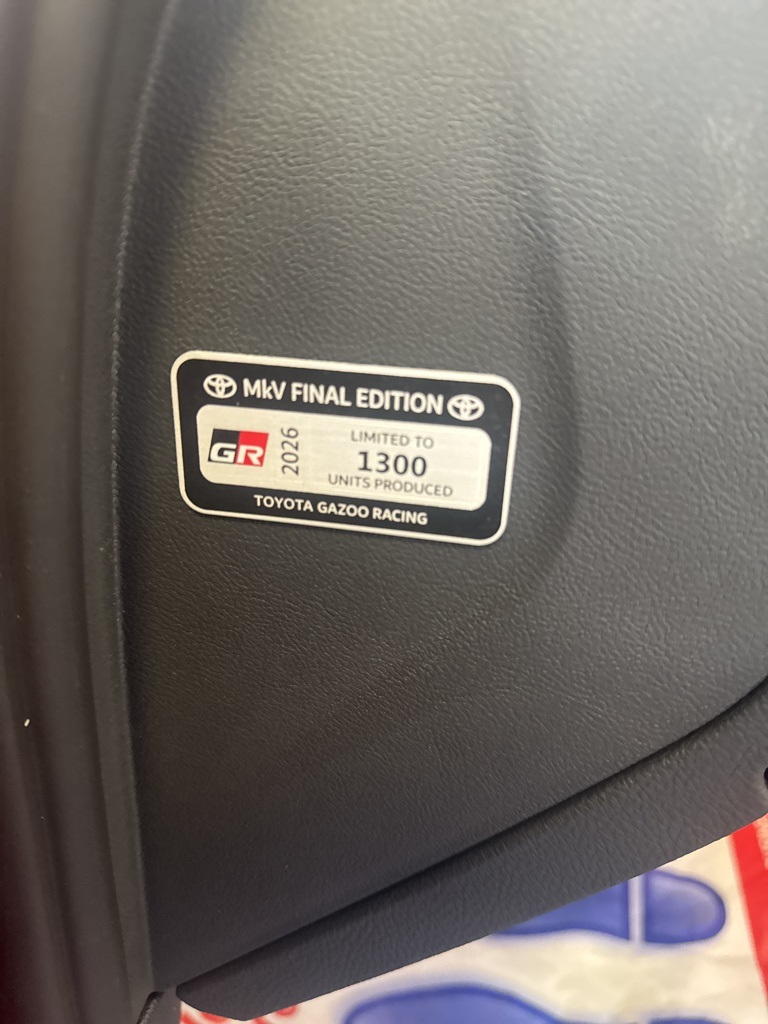 MkV FINAL EDITION
GR
2026
LIMITED TO
1300
UNITS PRODUCED
TOYOTA GAZOO RACING